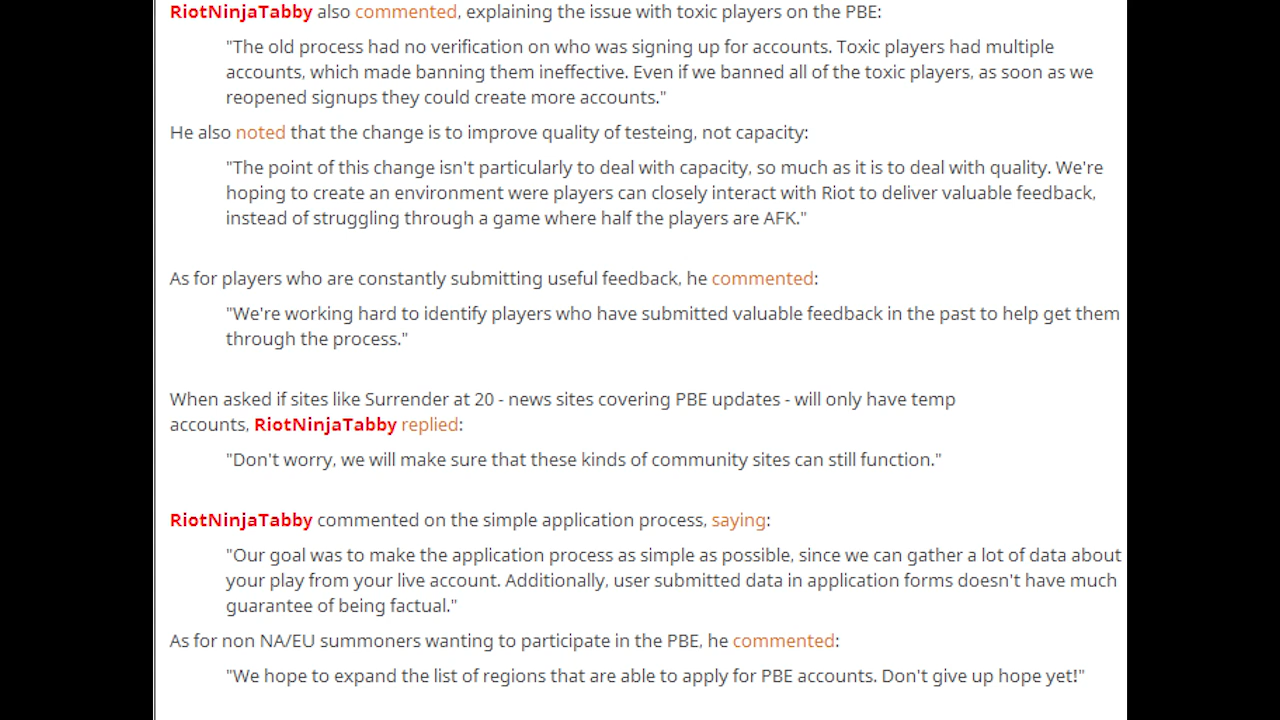 RiotNinjaTabby also commented, explaining the issue with toxic players on the PBE:
"The old process had no verification on who was signing up for accounts. Toxic players had multiple
accounts, which made banning them ineffective. Even if we banned all of the toxic players, as soon as we
reopened signups they could create more accounts."
He also noted that the change is to improve quality of testeing, not capacity:
"The point of this change isn't particularly to deal with capacity, so much as it is to deal with quality. We're
hoping to create an environment were players can closely interact with Riot to deliver valuable feedback,
instead of struggling through a game where half the players are AFK."
As for players who are constantly submitting useful feedback, he commented:
"We're working hard to identify players who have submitted valuable feedback in the past to help get them
through the process."
When asked if sites like Surrender at 20 - news sites covering PBE updates - will only have temp
accounts, RiotNinjaTabby replied:
"Don't worry, we will make sure that these kinds of community sites can still function."
RiotNinjaTabby commented on the simple application process, saying:
"Our goal was to make the application process as simple as possible, since we can gather a lot of data about
your play from your live account. Additionally, user submitted data in application forms doesn't have much
guarantee of being factual."
As for non NA/EU summoners wanting to participate in the PBE, he commented:
"We hope to expand the list of regions that are able to apply for PBE accounts. Don't give up hope yet!"